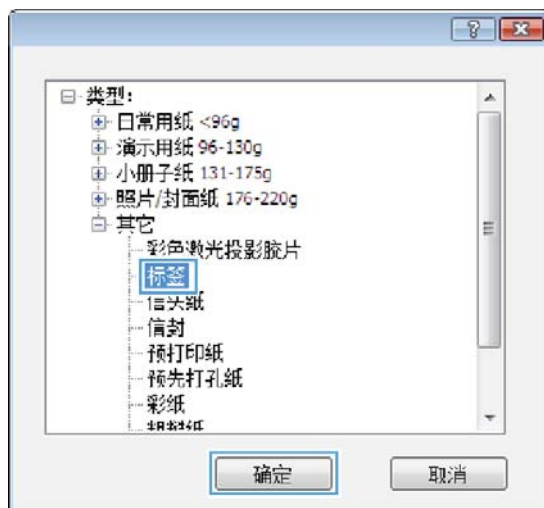 类型:
日常用纸 <96g
演示用纸 96-130g
小册子纸 131-175g
照片/封面纸 176-220g
其它
彩色激光投影胶片
标签
信头纸
信封
预打印纸
预先打孔纸
彩纸
确定 取消